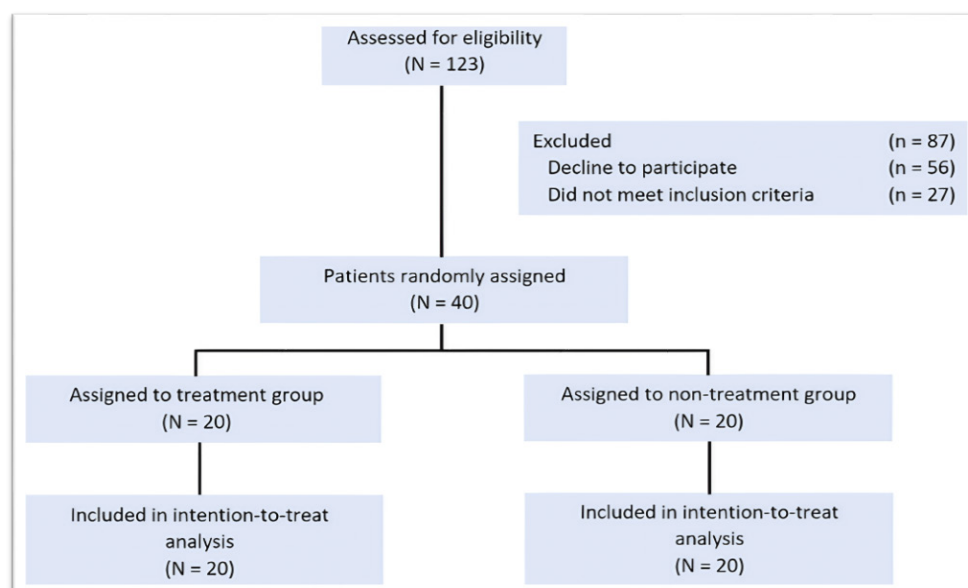 Assessed for eligibility
(N = 123)
Excluded (n = 87)
Decline to participate (n = 56)
Did not meet inclusion criteria (n = 27)
Patients randomly assigned
(N = 40)
Assigned to treatment group
(N = 20)
Assigned to non-treatment group
(N = 20)
Included in intention-to-treat
analysis
(N = 20)
Included in intention-to-treat
analysis
(N = 20)